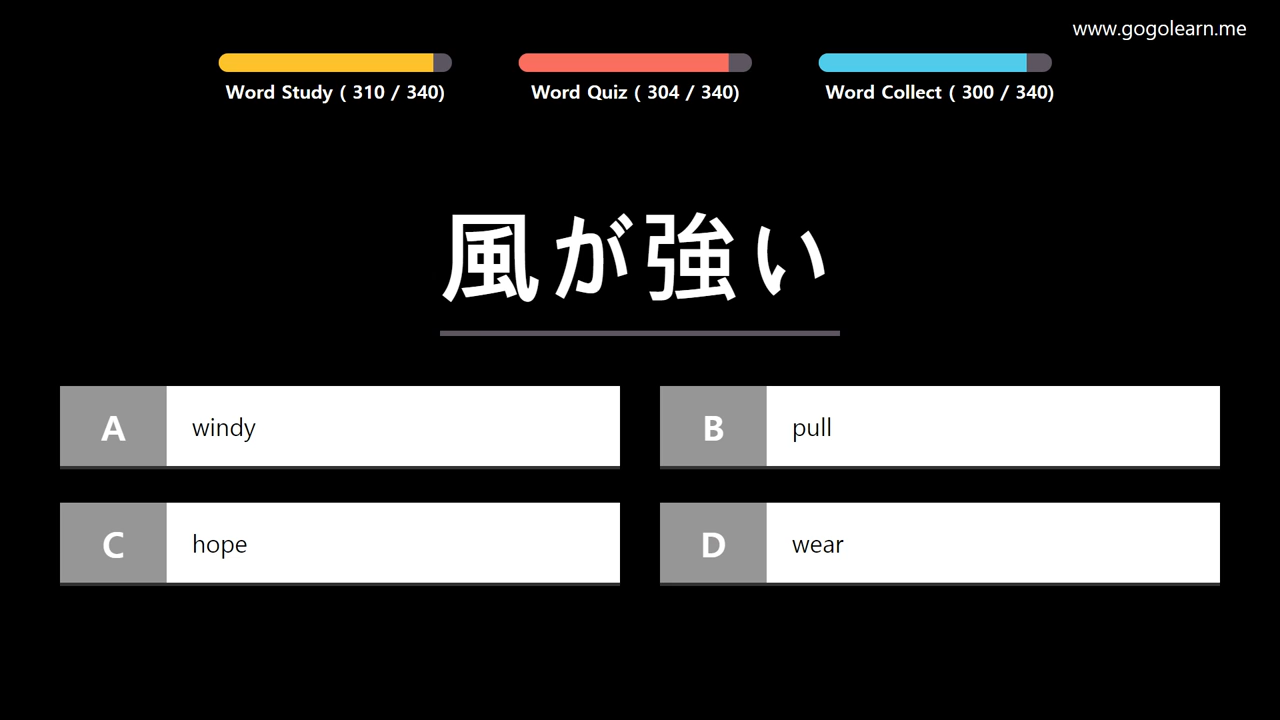 www.gogolearn.me
Word Study ( 310 / 340)
Word Quiz ( 304 / 340)
Word Collect ( 300 / 340)
風が強い
A windy
B pull
C hope
D wear